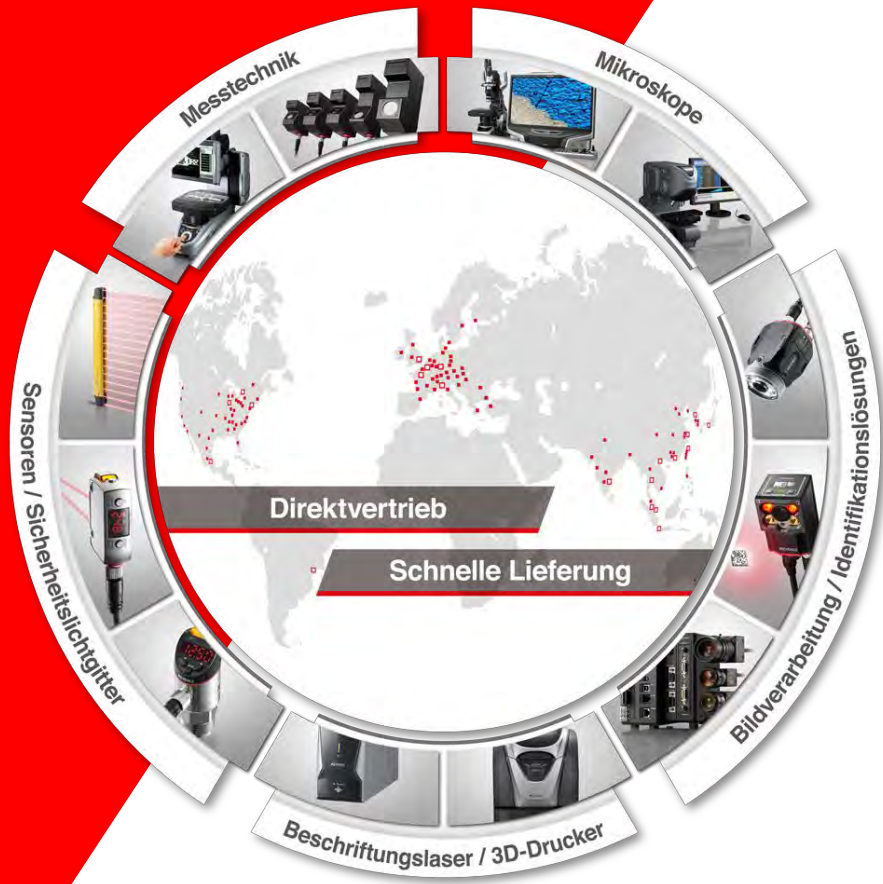 Messtechnik
Mikroskope
Sensoren / Sicherheitslichtgitter
Bildverarbeitung / Identifikationslösungen
Direktvertrieb
Schnelle Lieferung
Beschriftungslaser / 3D-Drucker